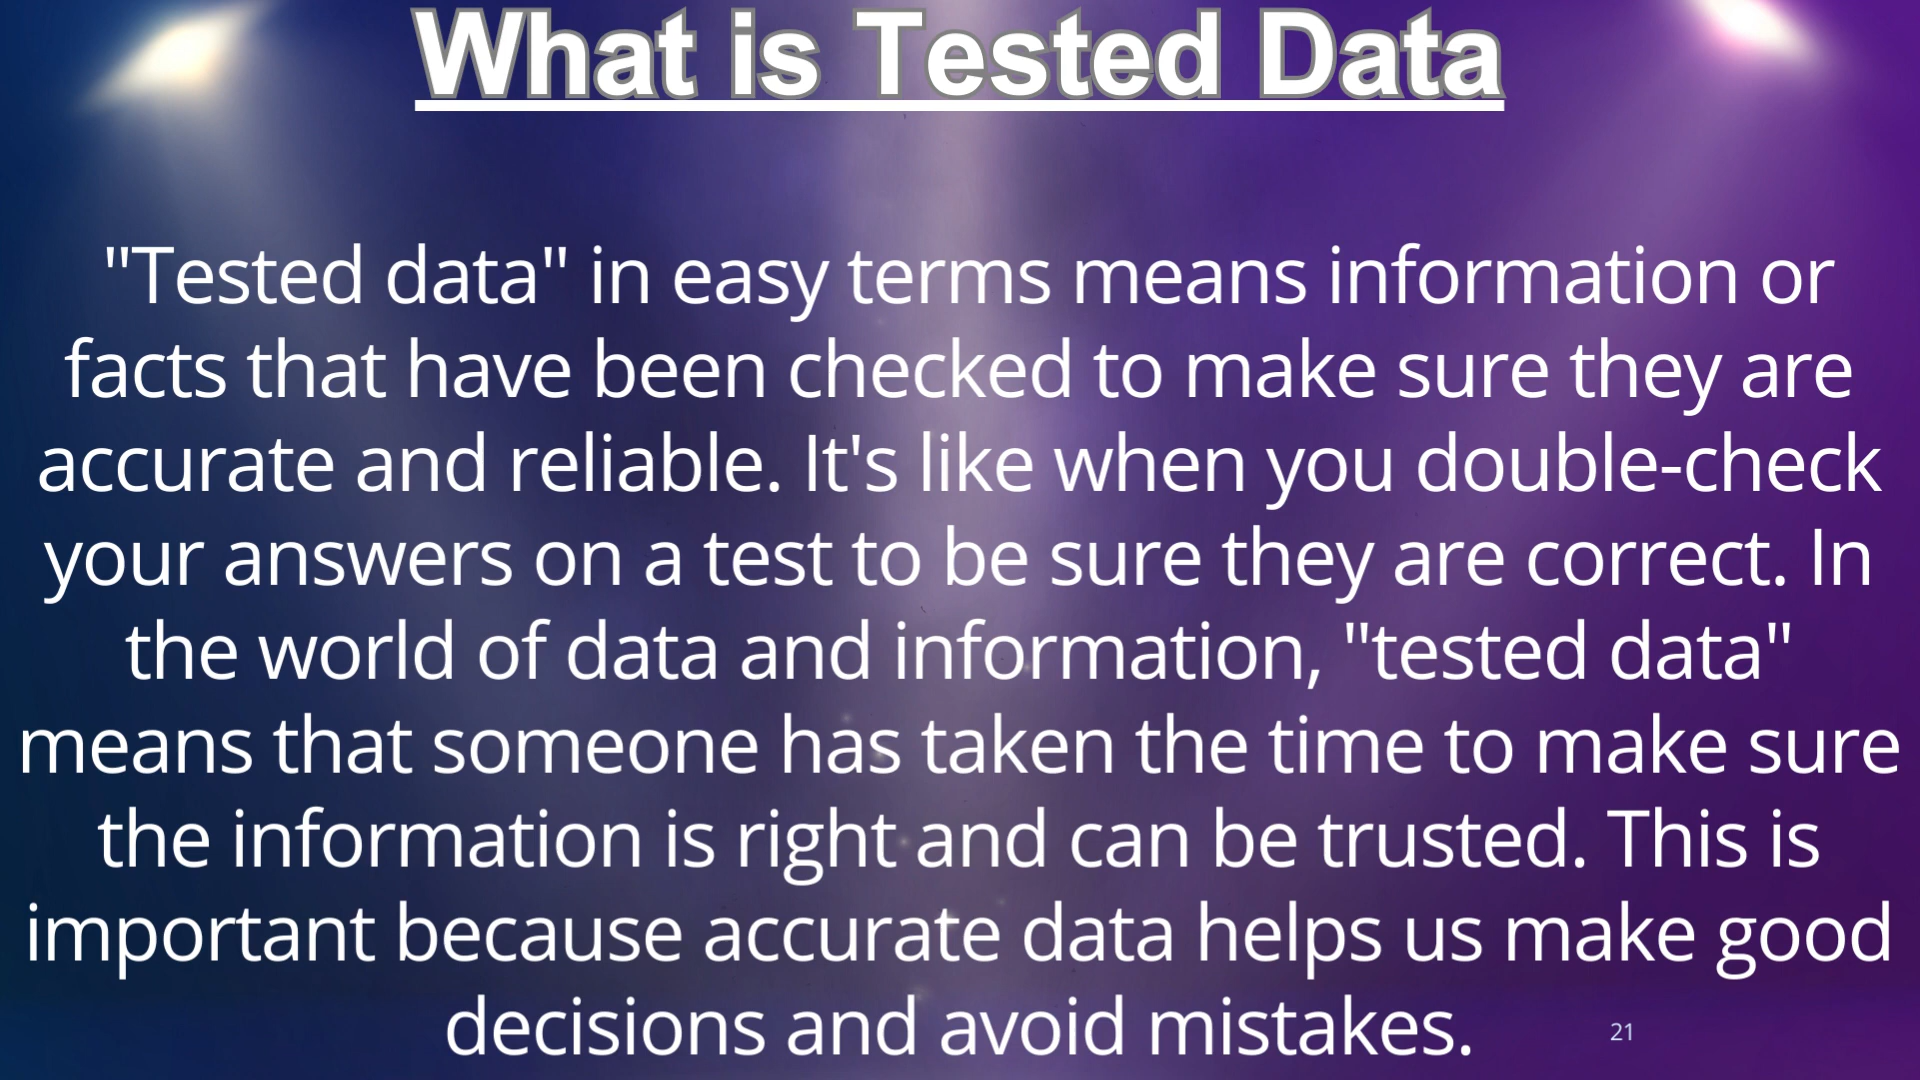 What is Tested Data
"Tested data" in easy terms means information or
facts that have been checked to make sure they are
accurate and reliable. It's like when you double-check
your answers on a test to be sure they are correct. In
the world of data and information, "tested data"
means that someone has taken the time to make sure
the information is right and can be trusted. This is
important because accurate data helps us make good
decisions and avoid mistakes.
21